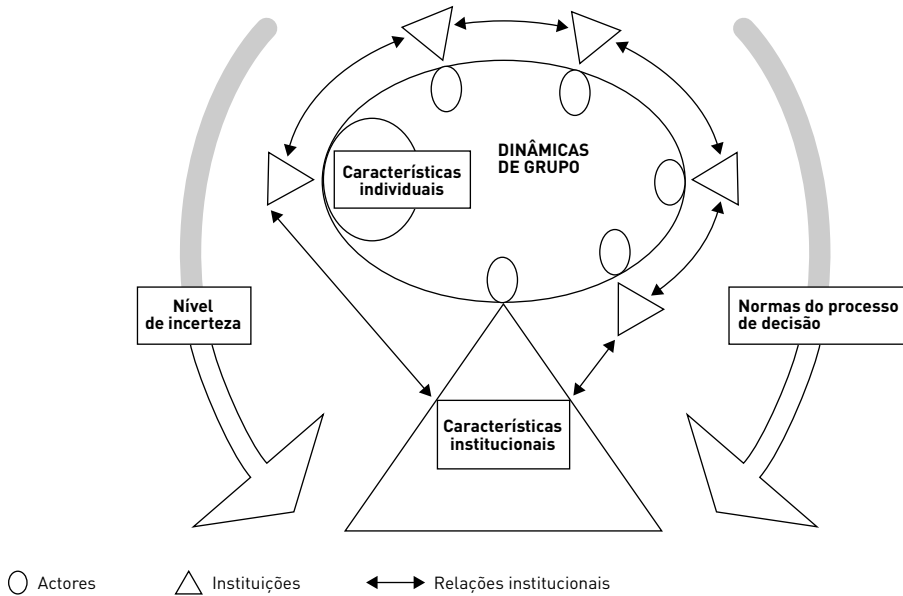 DINÂMICAS
DE GRUPO
Características
individuais
Nível
de incerteza
Normas do processo
de decisão
Características
institucionais
Actores
Instituições
Relações institucionais